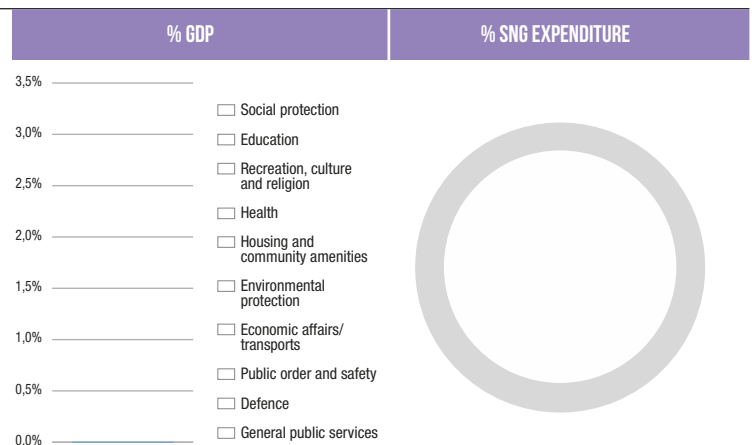 % GDP
% SNG EXPENDITURE
3,5%
3,0%
2,5%
2,0%
1,5%
1,0%
0,5%
0,0%
Social protection
Education
Recreation, culture
and religion
Health
Housing and
community amenities
Environmental
protection
Economic affairs/
transports
Public order and safety
Defence
General public services